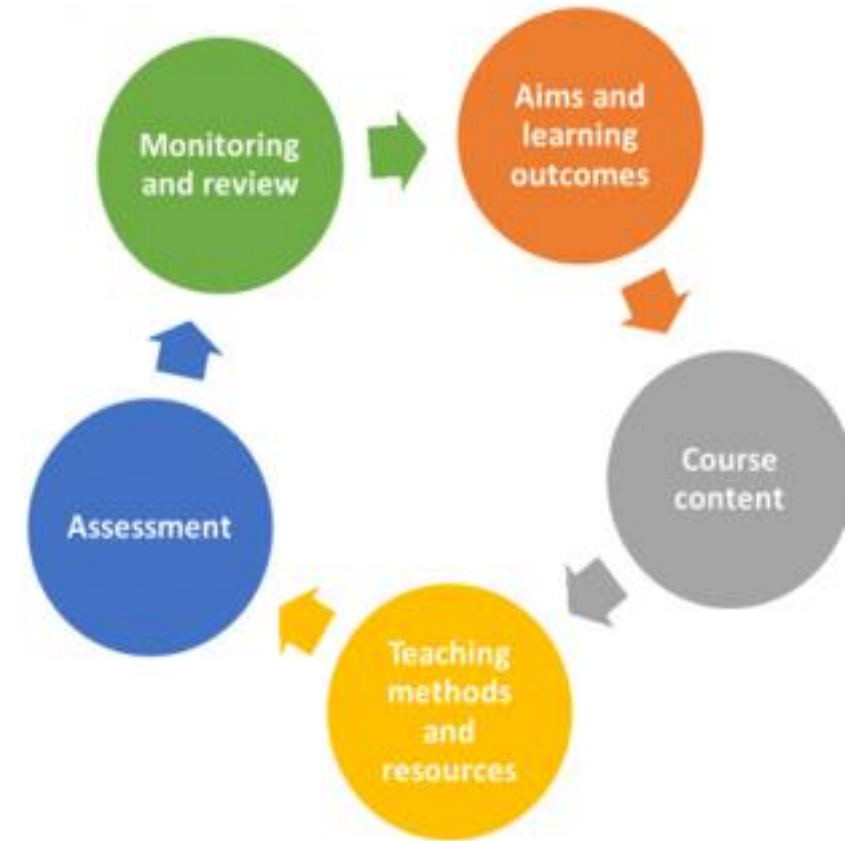 Monitoring
and review
Aims and
learning
outcomes
Course
content
Teaching
methods
and
resources
Assessment